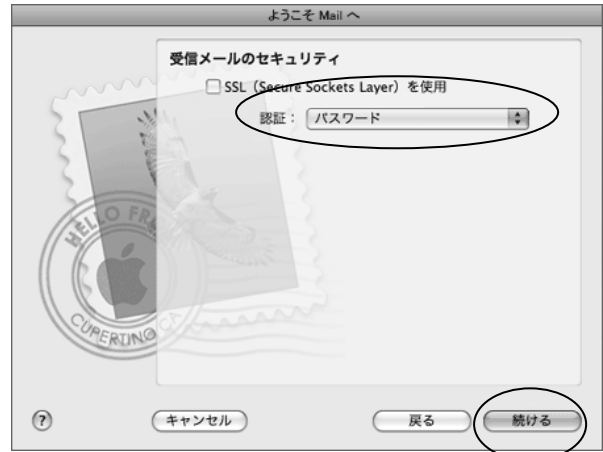 ようこそ Mail へ
受信メールのセキュリティ
SSL（Secure Sockets Layer）を使用
認証： パスワード
HELLO FR
CUPERTINO CA
? キャンセル 戻る 続ける